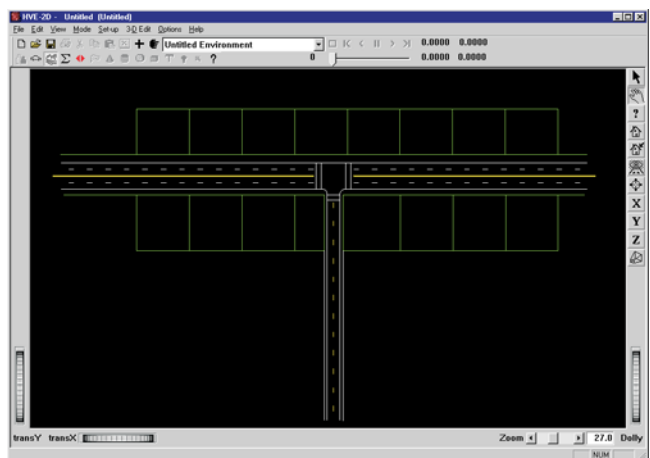 HVE-2D - Untitled (Untitled)
File Edit View Mode Set-up 3-D Edit Options Help
Untitled Environment 0.0000 0.0000
? 0 0.0000 0.0000
?
X
Y
Z
transY transX Zoom 27.0 Dolly
NUM